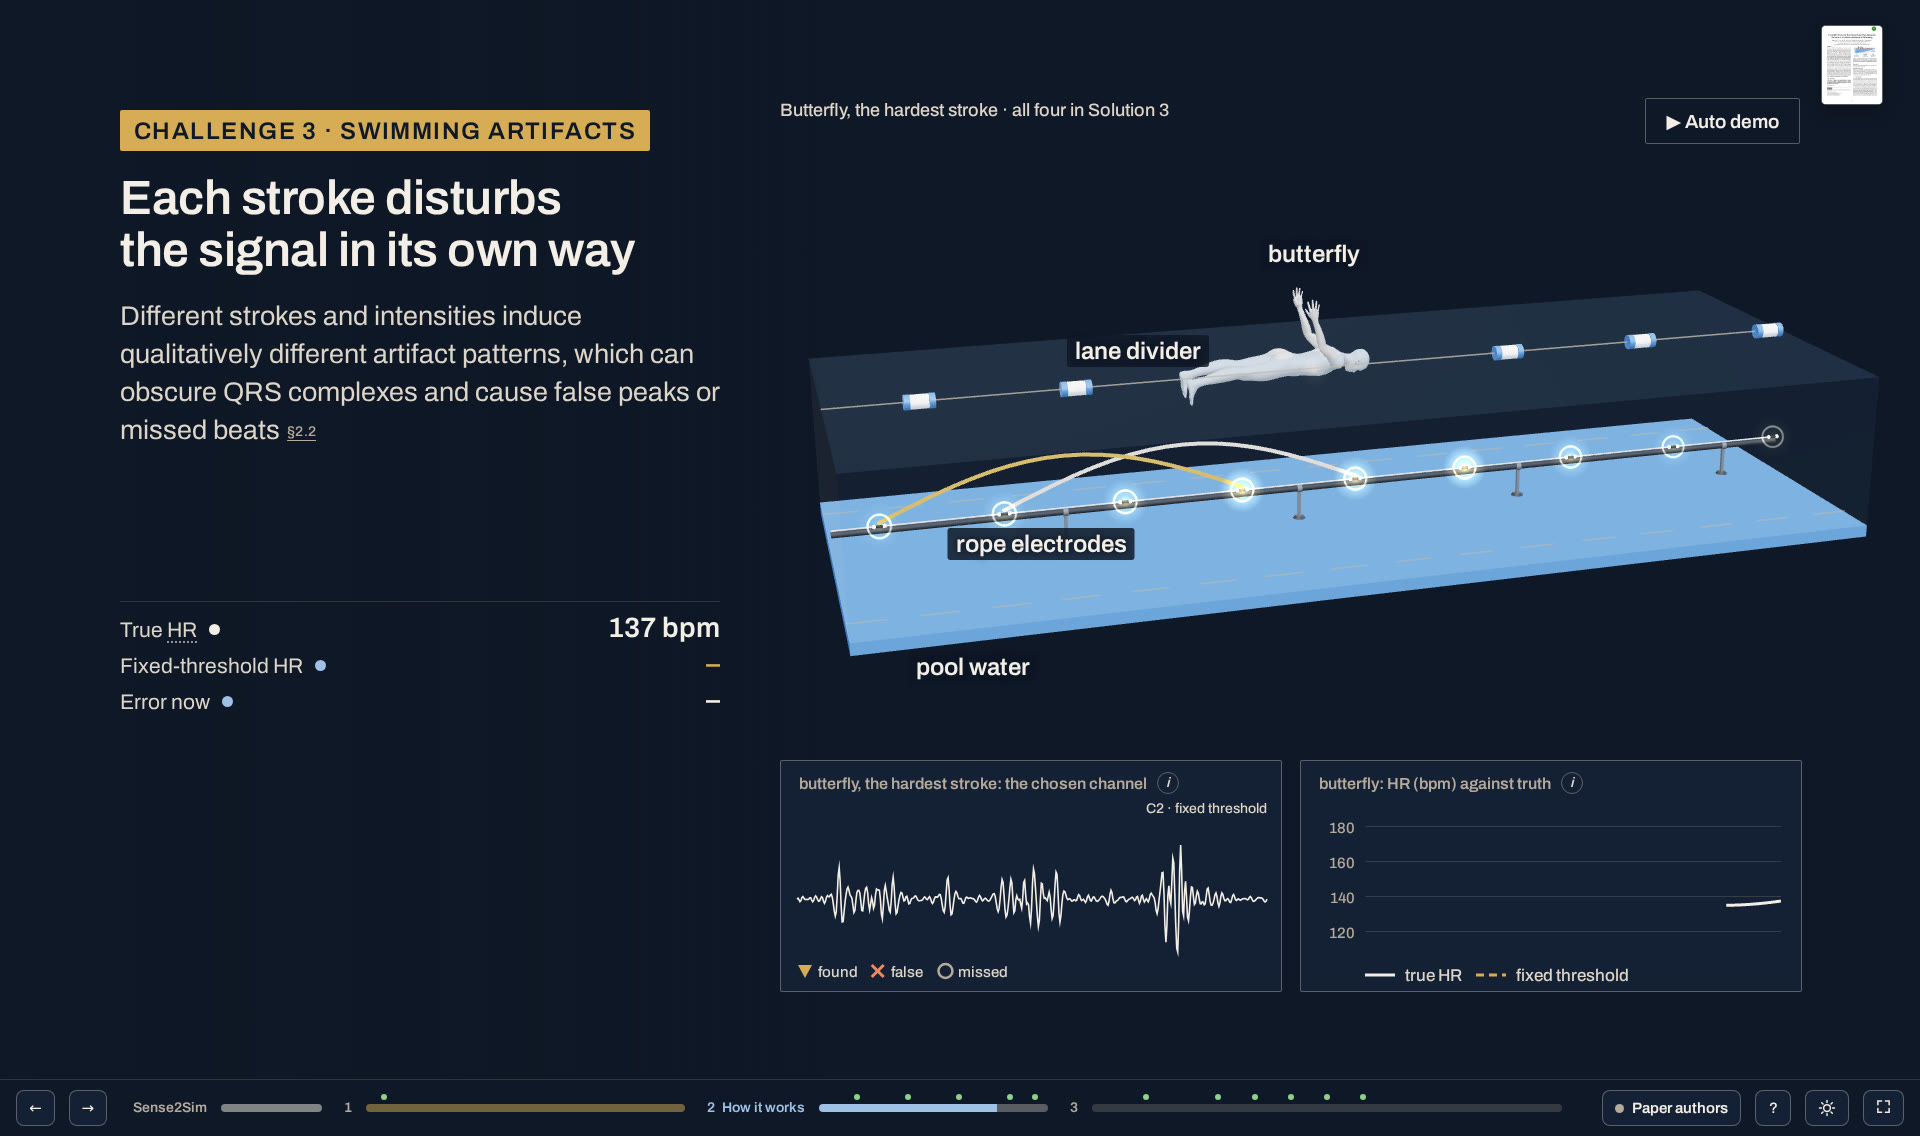 CHALLENGE 3 · SWIMMING ARTIFACTS
Each stroke disturbs
the signal in its own way
Different strokes and intensities induce
qualitatively different artifact patterns, which can
obscure QRS complexes and cause false peaks or
missed beats §2.2
True HR 137 bpm
Fixed-threshold HR –
Error now –
Butterfly, the hardest stroke · all four in Solution 3
▶ Auto demo
butterfly
lane divider
rope electrodes
pool water
butterfly, the hardest stroke: the chosen channel i
C2 · fixed threshold
found false missed
butterfly: HR (bpm) against truth i
180
160
140
120
true HR fixed threshold
← → Sense2Sim 1 2 How it works 3 Paper authors ?